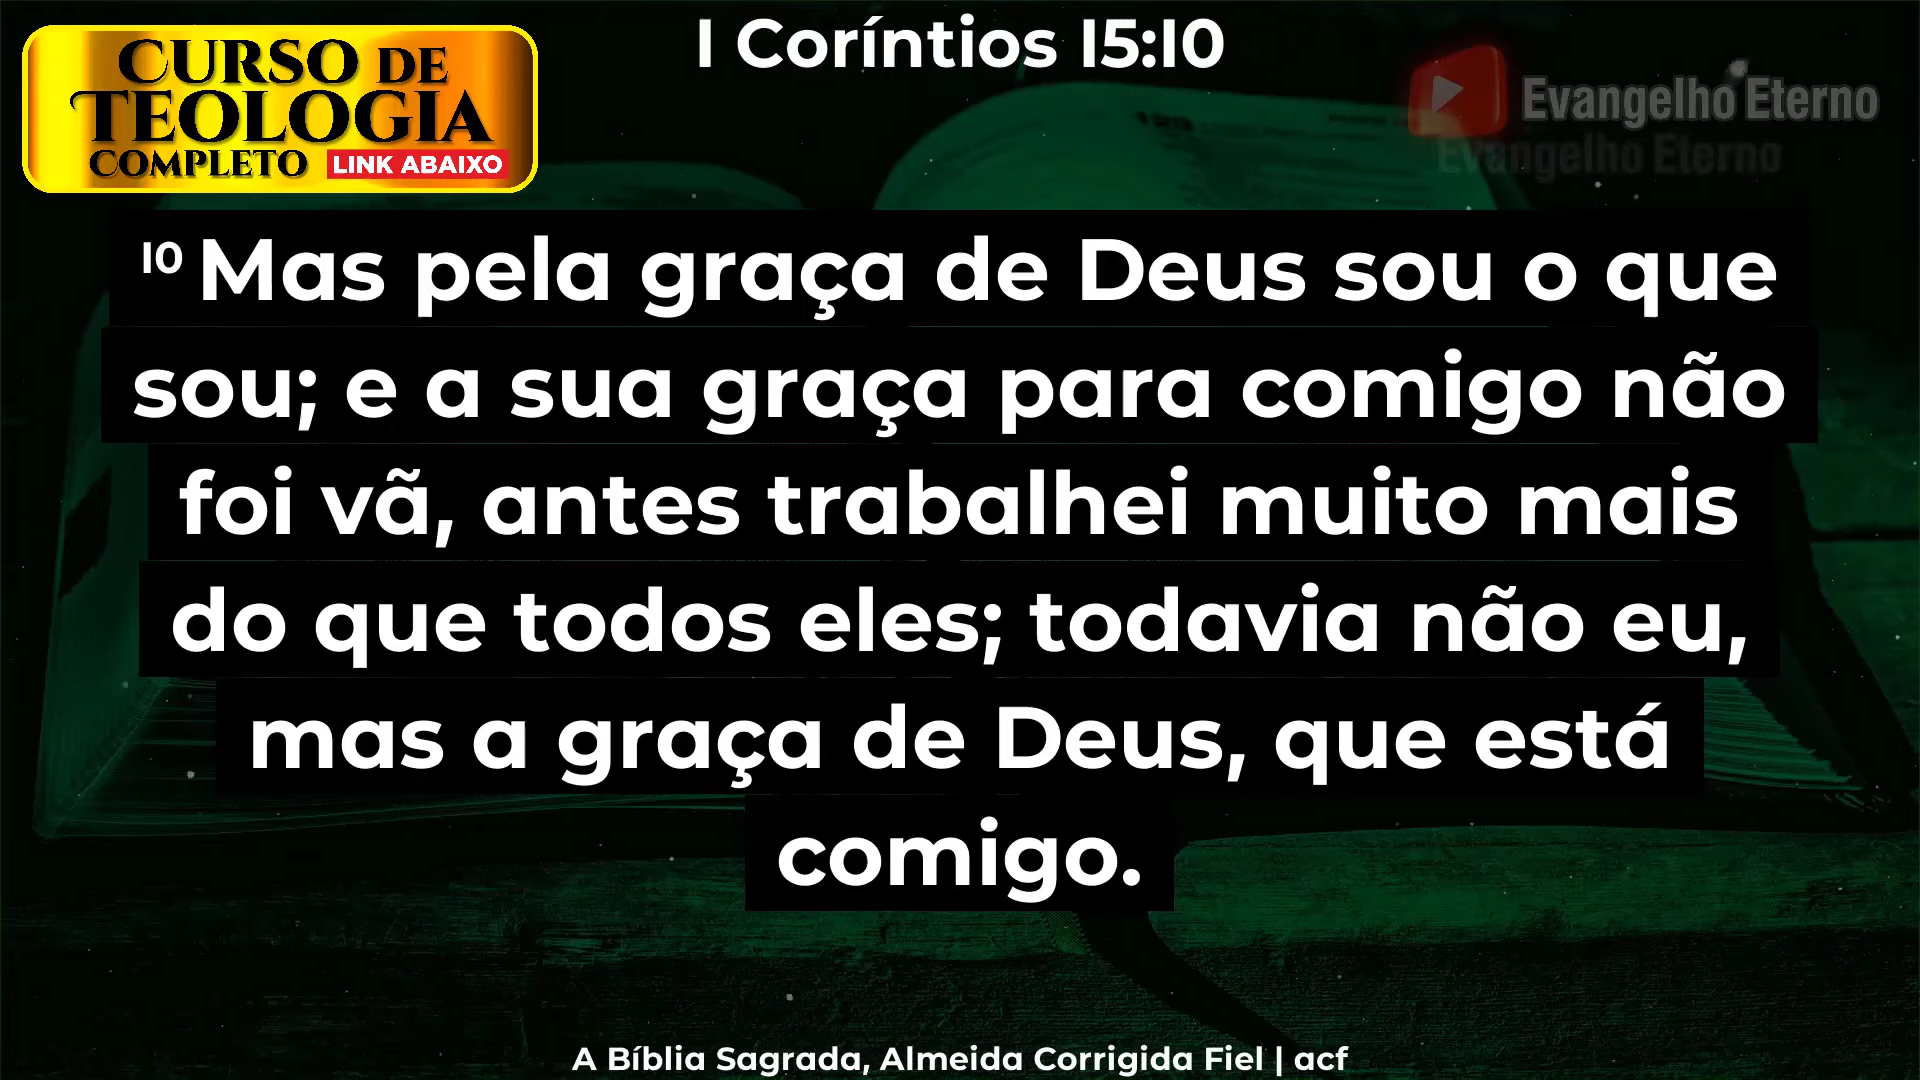 1 Coríntios 15:10
CURSO DE
TEOLOGIA
COMPLETO LINK ABAIXO
Evangelho Eterno
Evangelho Eterno
10 Mas pela graça de Deus sou o que
sou; e a sua graça para comigo não
foi vã, antes trabalhei muito mais
do que todos eles; todavia não eu,
mas a graça de Deus, que está
comigo.
A Bíblia Sagrada, Almeida Corrigida Fiel | acf